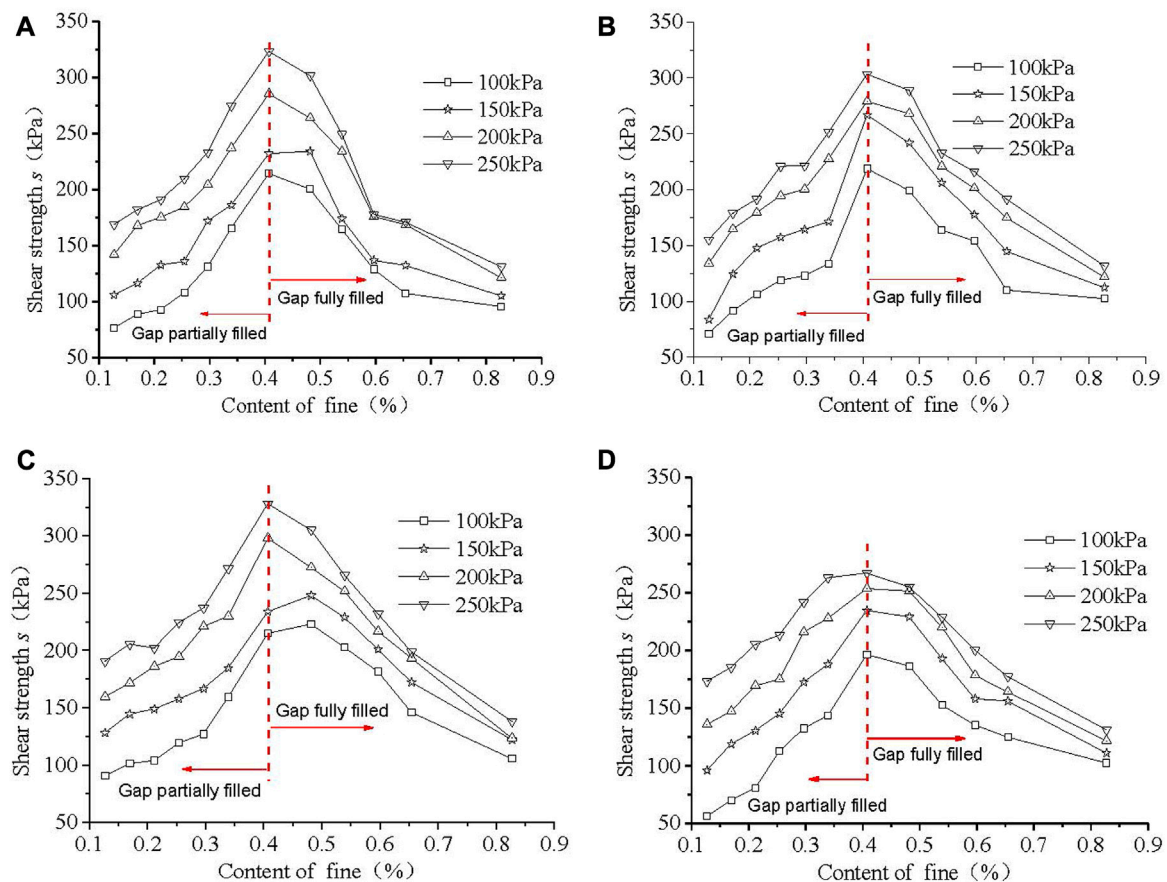 A
350
300
250
200
150
100
50
Shear strength s (kPa)
100kPa
150kPa
200kPa
250kPa
Gap fully filled
Gap partially filled
0.1 0.2 0.3 0.4 0.5 0.6 0.7 0.8 0.9
Content of fine (%)
B
350
300
250
200
150
100
50
Shear strength s (kPa)
100kPa
150kPa
200kPa
250kPa
Gap fully filled
Gap partially filled
0.1 0.2 0.3 0.4 0.5 0.6 0.7 0.8 0.9
Content of fine (%)
C
350
300
250
200
150
100
50
Shear strength s (kPa)
100kPa
150kPa
200kPa
250kPa
Gap fully filled
Gap partially filled
0.1 0.2 0.3 0.4 0.5 0.6 0.7 0.8 0.9
Content of fine (%)
D
350
300
250
200
150
100
50
Shear strength s (kPa)
100kPa
150kPa
200kPa
250kPa
Gap fully filled
Gap partially filled
0.1 0.2 0.3 0.4 0.5 0.6 0.7 0.8 0.9
Content of fine (%)